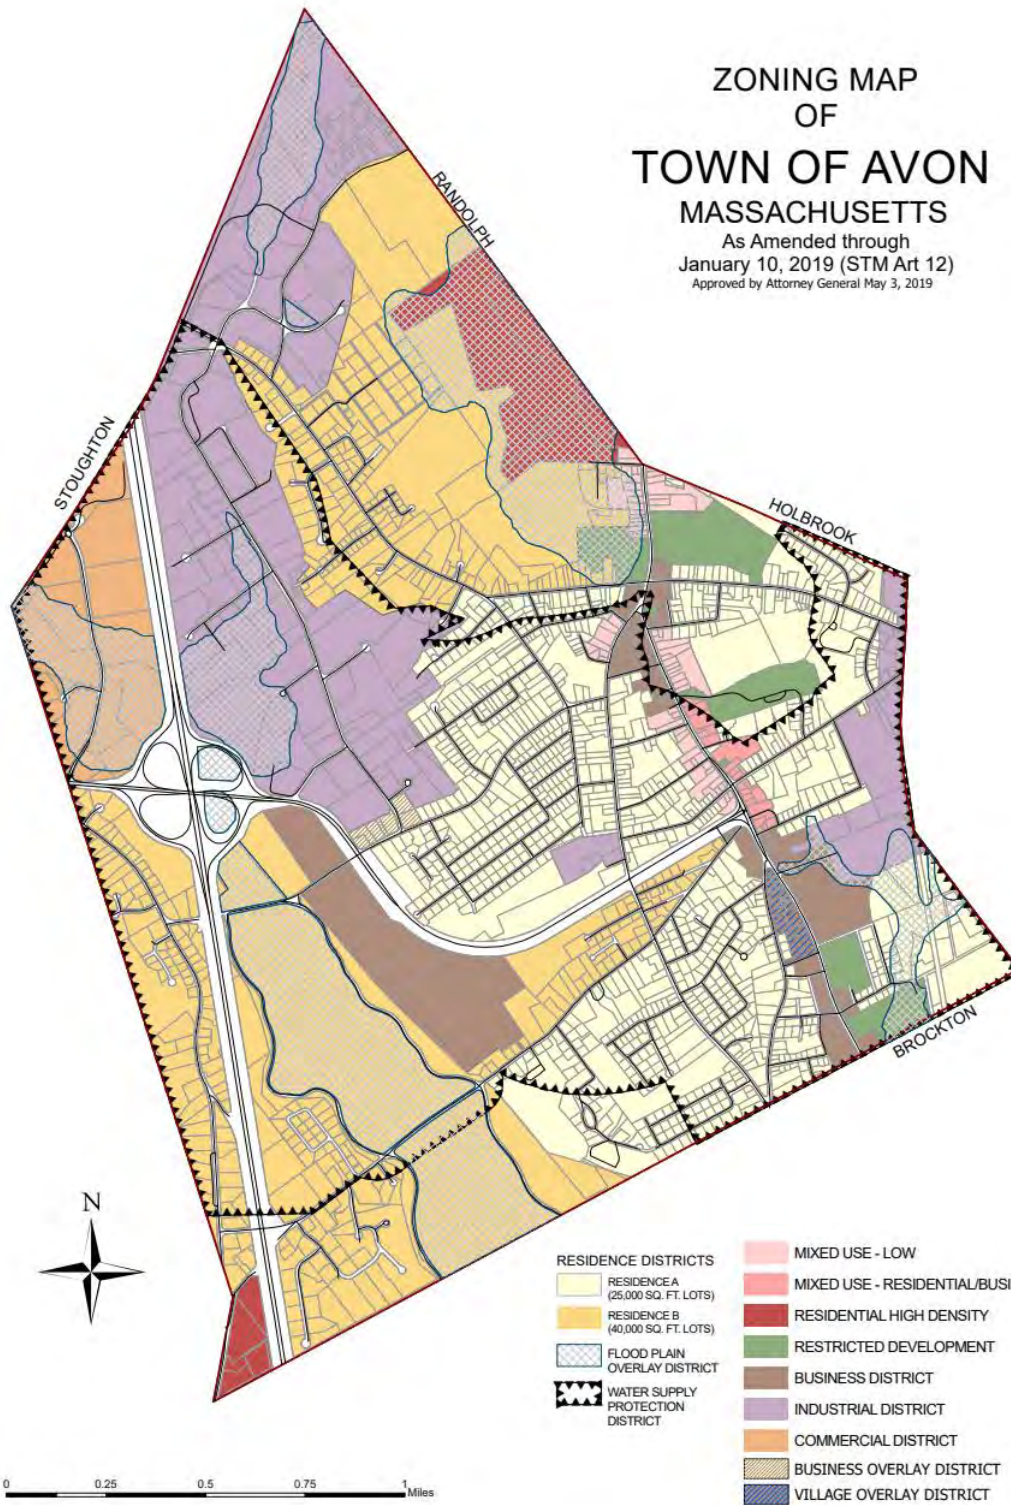 ZONING MAP
OF
TOWN OF AVON
MASSACHUSETTS
As Amended through
January 10, 2019 (STM Art 12)
Approved by Attorney General May 3, 2019
RANDOLPH
STOUGHTON
HOLBROOK
BROCKTON
N
RESIDENCE DISTRICTS
RESIDENCE A
(25,000 SQ. FT. LOTS)
RESIDENCE B
(40,000 SQ. FT. LOTS)
FLOOD PLAIN
OVERLAY DISTRICT
WATER SUPPLY
PROTECTION
DISTRICT
MIXED USE - LOW
MIXED USE - RESIDENTIAL/BUSI
RESIDENTIAL HIGH DENSITY
RESTRICTED DEVELOPMENT
BUSINESS DISTRICT
INDUSTRIAL DISTRICT
COMMERCIAL DISTRICT
BUSINESS OVERLAY DISTRICT
VILLAGE OVERLAY DISTRICT
0 0.25 0.5 0.75 1
Miles